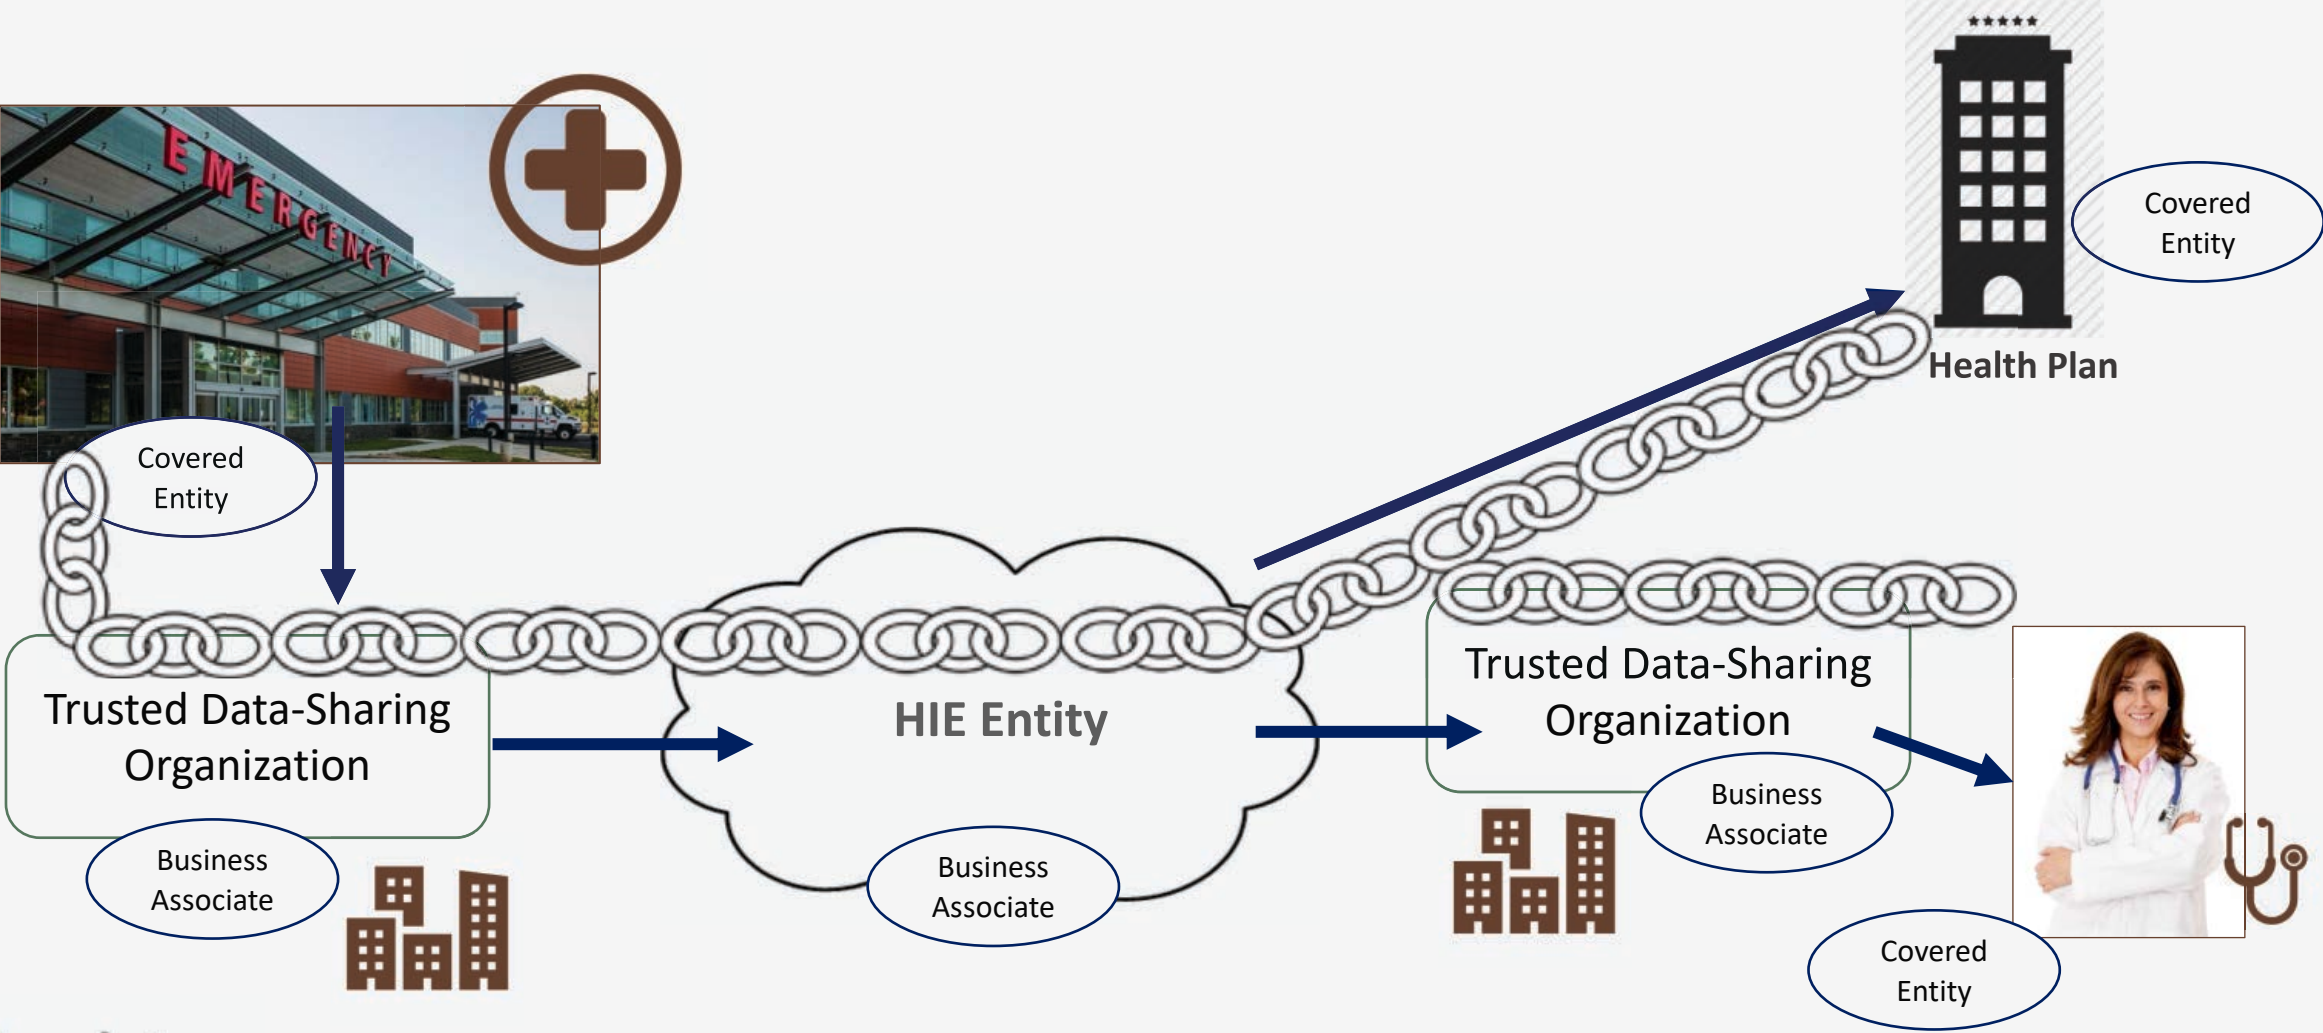 EMERGENCY
Covered
Entity
Health Plan
Covered
Entity
Trusted Data-Sharing
Organization
Business
Associate
HIE Entity
Business
Associate
Trusted Data-Sharing
Organization
Business
Associate
Covered
Entity